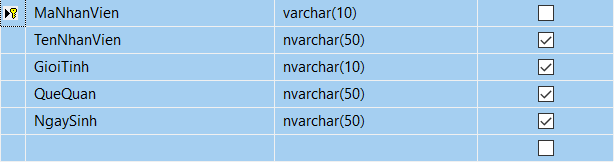 MaNhanVien varchar(10)
TenNhanVien nvarchar(50)
GioiTinh nvarchar(10)
QueQuan nvarchar(50)
NgaySinh nvarchar(50)